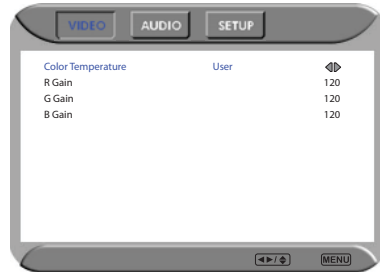 VIDEO AUDIO SETUP
Color Temperature User
R Gain 120
G Gain 120
B Gain 120
MENU